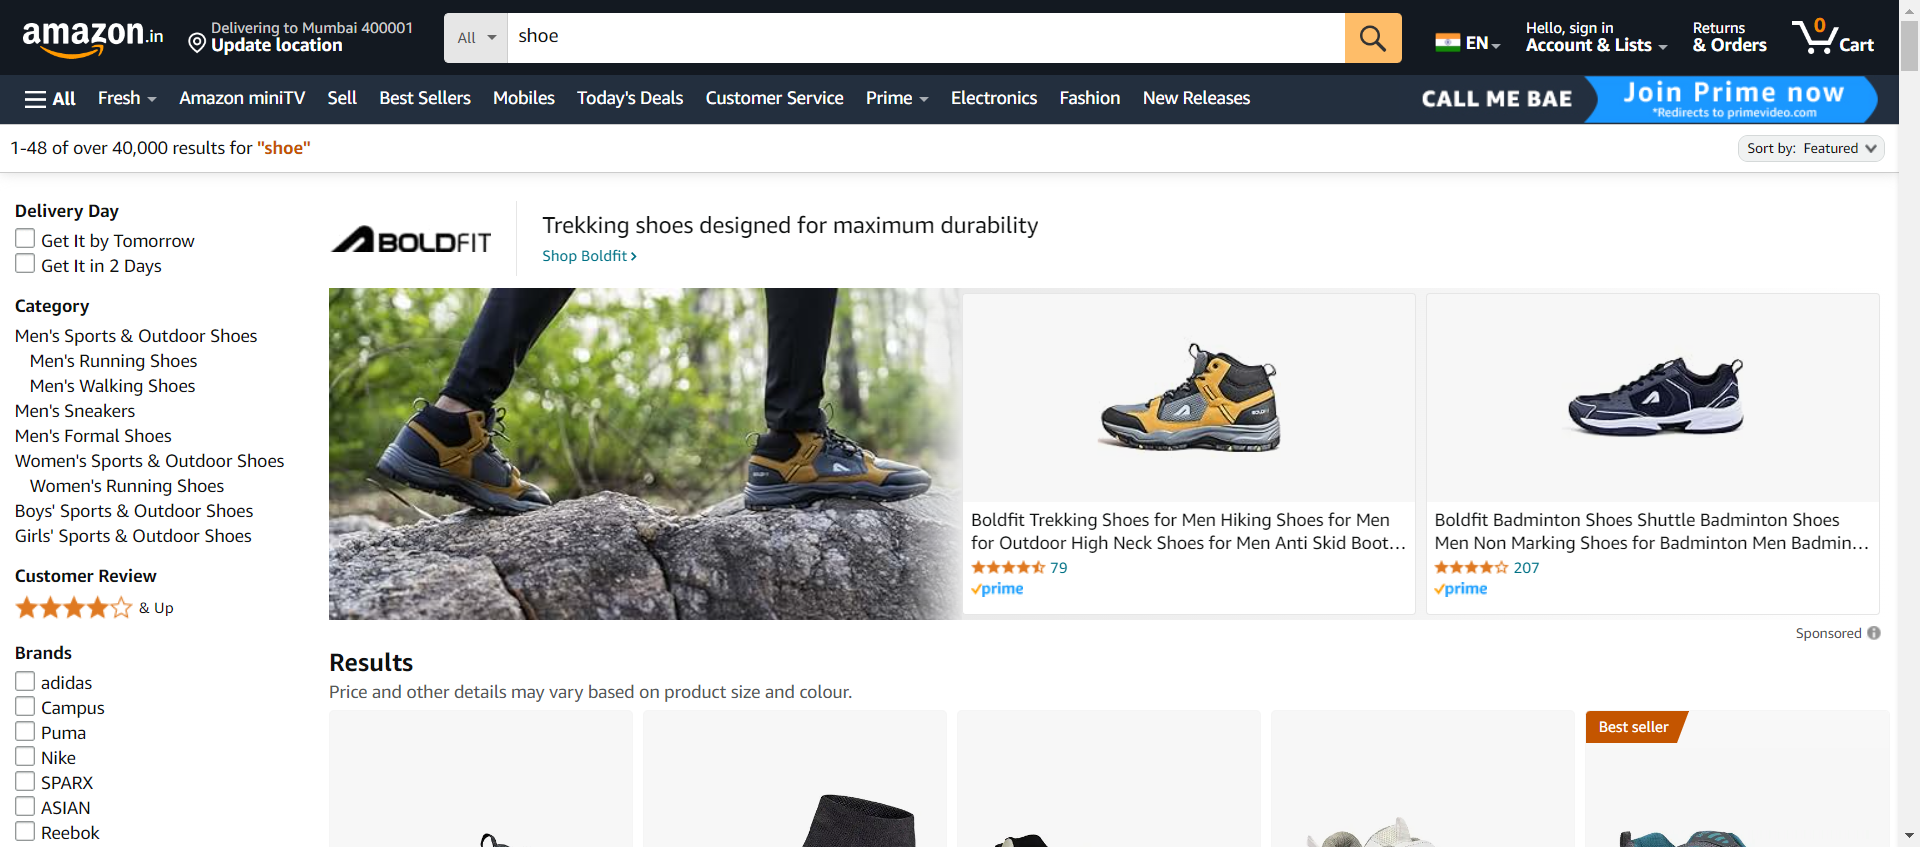 amazon.in
Delivering to Mumbai 400001
Update location
All
shoe
EN
Hello, sign in
Account & Lists
Returns
& Orders
0
Cart
All
Fresh
Amazon miniTV
Sell
Best Sellers
Mobiles
Today's Deals
Customer Service
Prime
Electronics
Fashion
New Releases
CALL ME BAE
Join Prime now
*Redirects to primevideo.com
1-48 of over 40,000 results for "shoe"
Sort by: Featured
Delivery Day
Get It by Tomorrow
Get It in 2 Days
Category
Men's Sports & Outdoor Shoes
Men's Running Shoes
Men's Walking Shoes
Men's Sneakers
Men's Formal Shoes
Women's Sports & Outdoor Shoes
Women's Running Shoes
Boys' Sports & Outdoor Shoes
Girls' Sports & Outdoor Shoes
Customer Review
& Up
Brands
adidas
Campus
Puma
Nike
SPARX
ASIAN
Reebok
BOLDFIT
Trekking shoes designed for maximum durability
Shop Boldfit
BOLDFIT
BOLDFIT
BOLDFIT
Boldfit Trekking Shoes for Men Hiking Shoes for Men
for Outdoor High Neck Shoes for Men Anti Skid Boot…
79
prime
Boldfit Badminton Shoes Shuttle Badminton Shoes
Men Non Marking Shoes for Badminton Men Badmin…
207
prime
Sponsored
Results
Price and other details may vary based on product size and colour.
Best seller